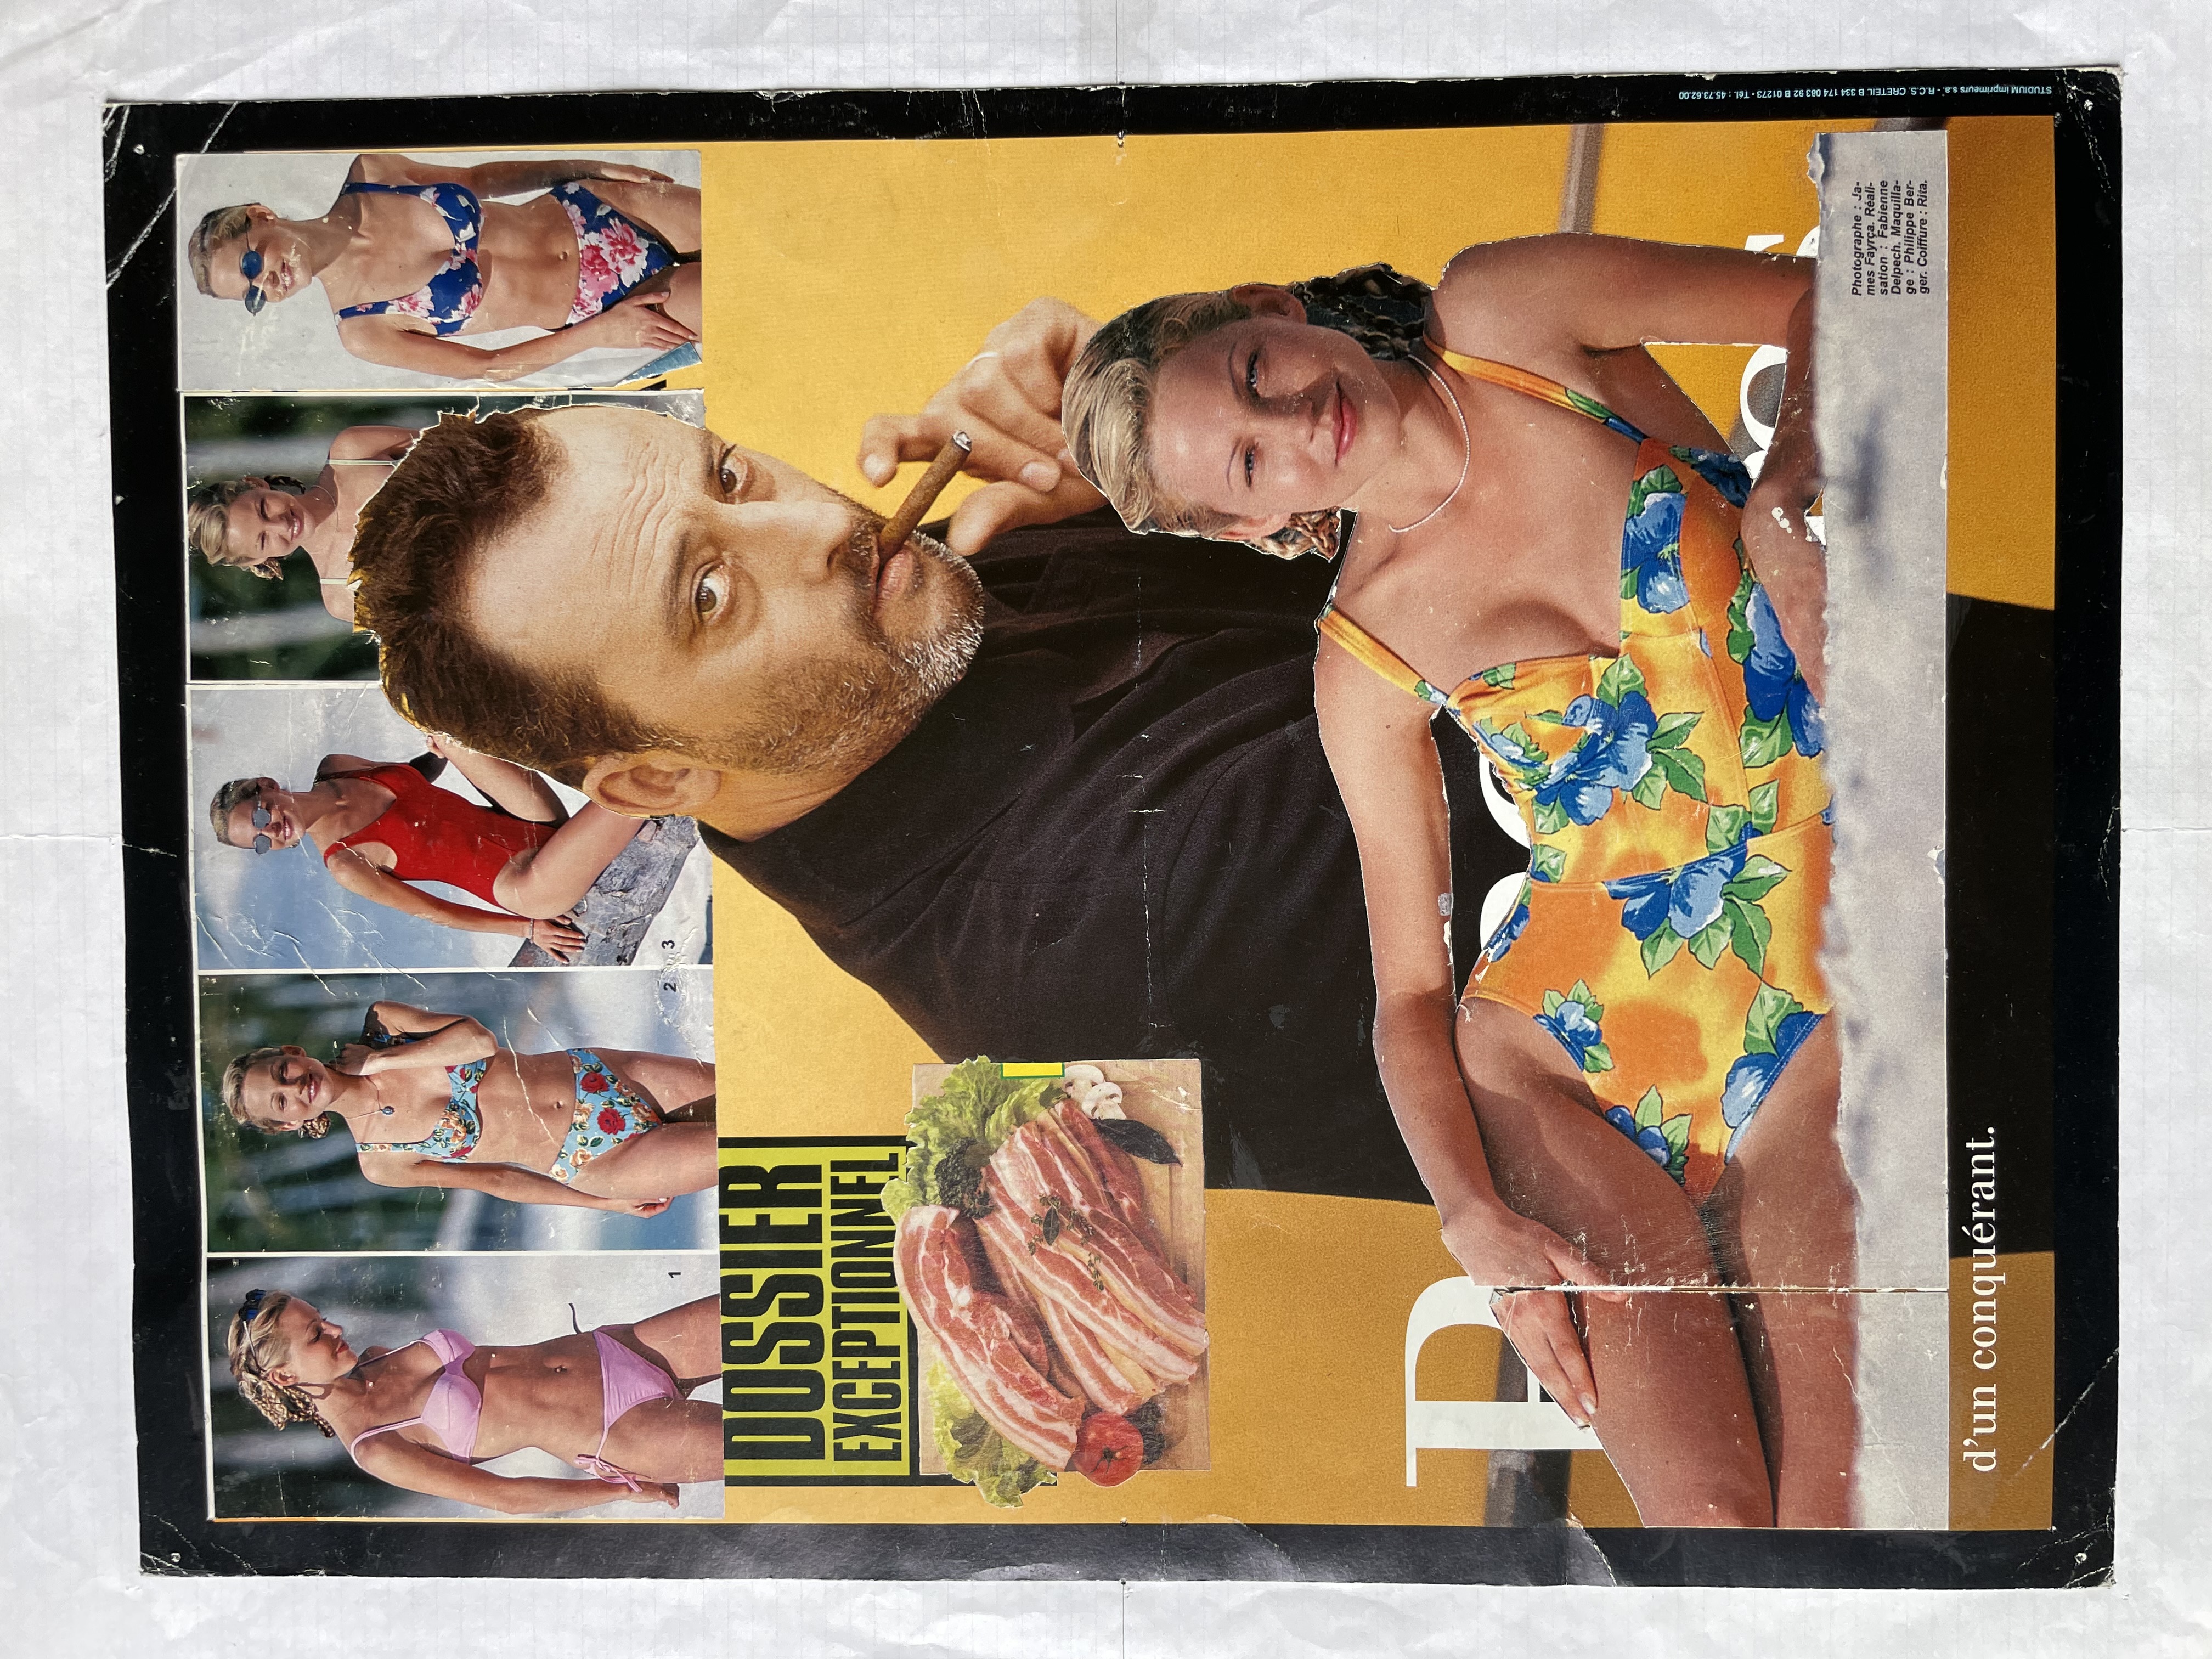 1
2
3
DOSSIER
EXCEPTIONNEL
d'un conquérant.
Photographe : Ja-
mes Fayrça. Réali-
sation : Fabienne
Delpech. Maquilla-
ge : Philippe Ber-
ger. Coiffure : Rita.
STUDIUM imprimeurs s.a. - R.C.S. CRETEIL B 334 174 083 92 B 01273 - Tél. : 45.73.62.00